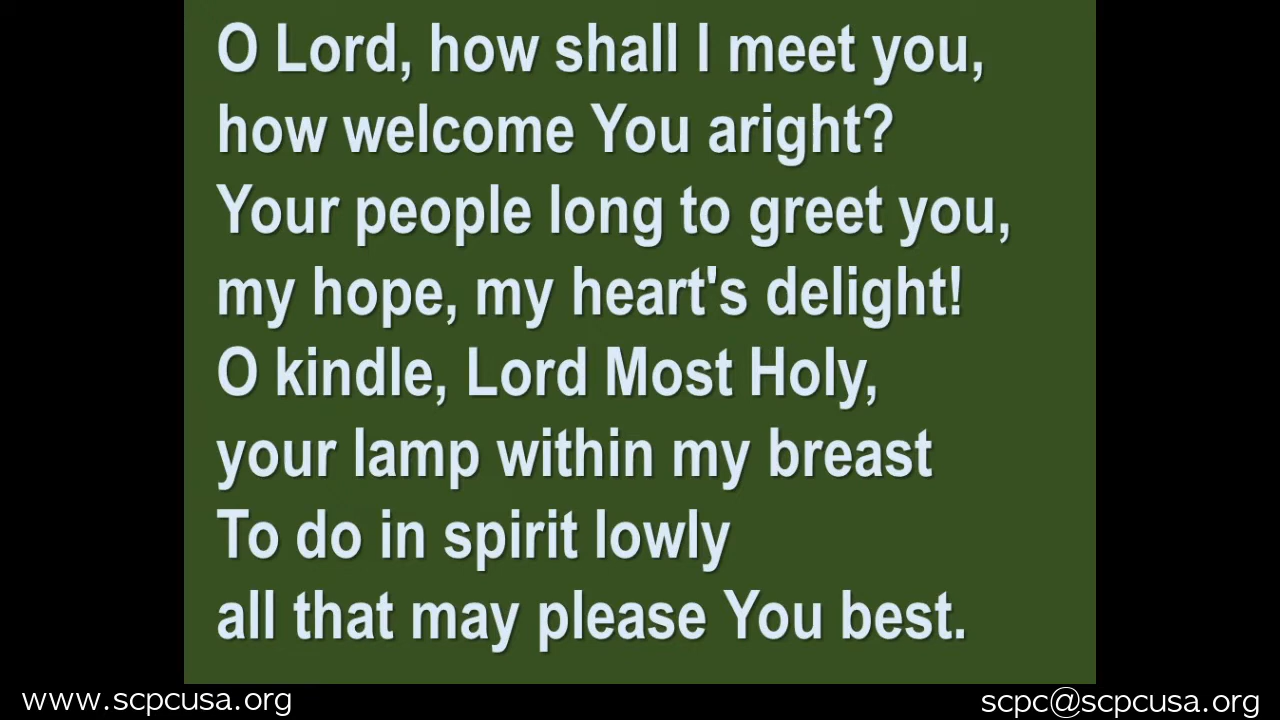 O Lord, how shall I meet you,
how welcome You aright?
Your people long to greet you,
my hope, my heart's delight!
O kindle, Lord Most Holy,
your lamp within my breast
To do in spirit lowly
all that may please You best.
www.scpcusa.org
scpc@scpcusa.org